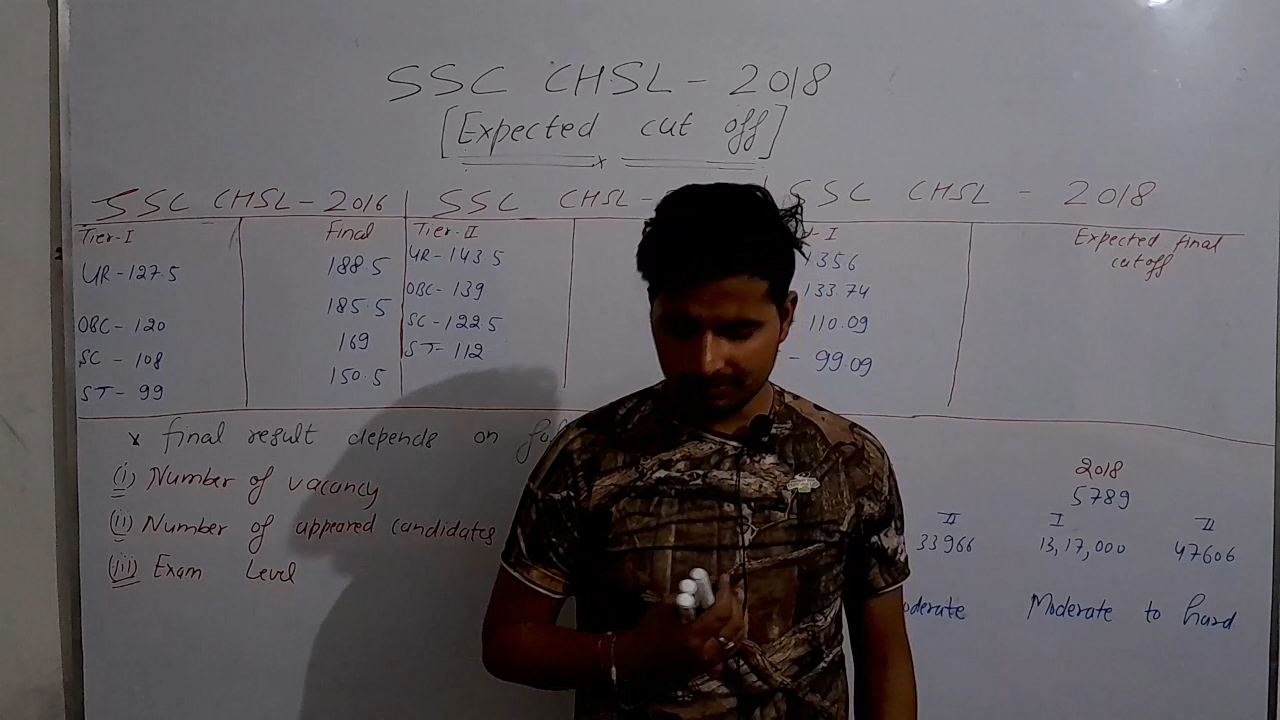 SSC CHSL - 2018
[Expected cut off]
SSC CHSL - 2016
SSC CHSL -
SSC CHSL - 2018
Tier-I
UR - 127.5
OBC - 120
SC - 108
ST - 99
Final
188.5
185.5
169
150.5
Tier-II
UR - 143.5
OBC - 139
SC - 122.5
ST - 112
- I
1356
133.74
110.09
- 99.09
Expected final
cut off
x final result depends on
(i) Number of vacancy
(ii) Number of appeared candidates
(iii) Exam Level
2018
5789
II I II
33966 13,17,000 47606
oderate Moderate to hard